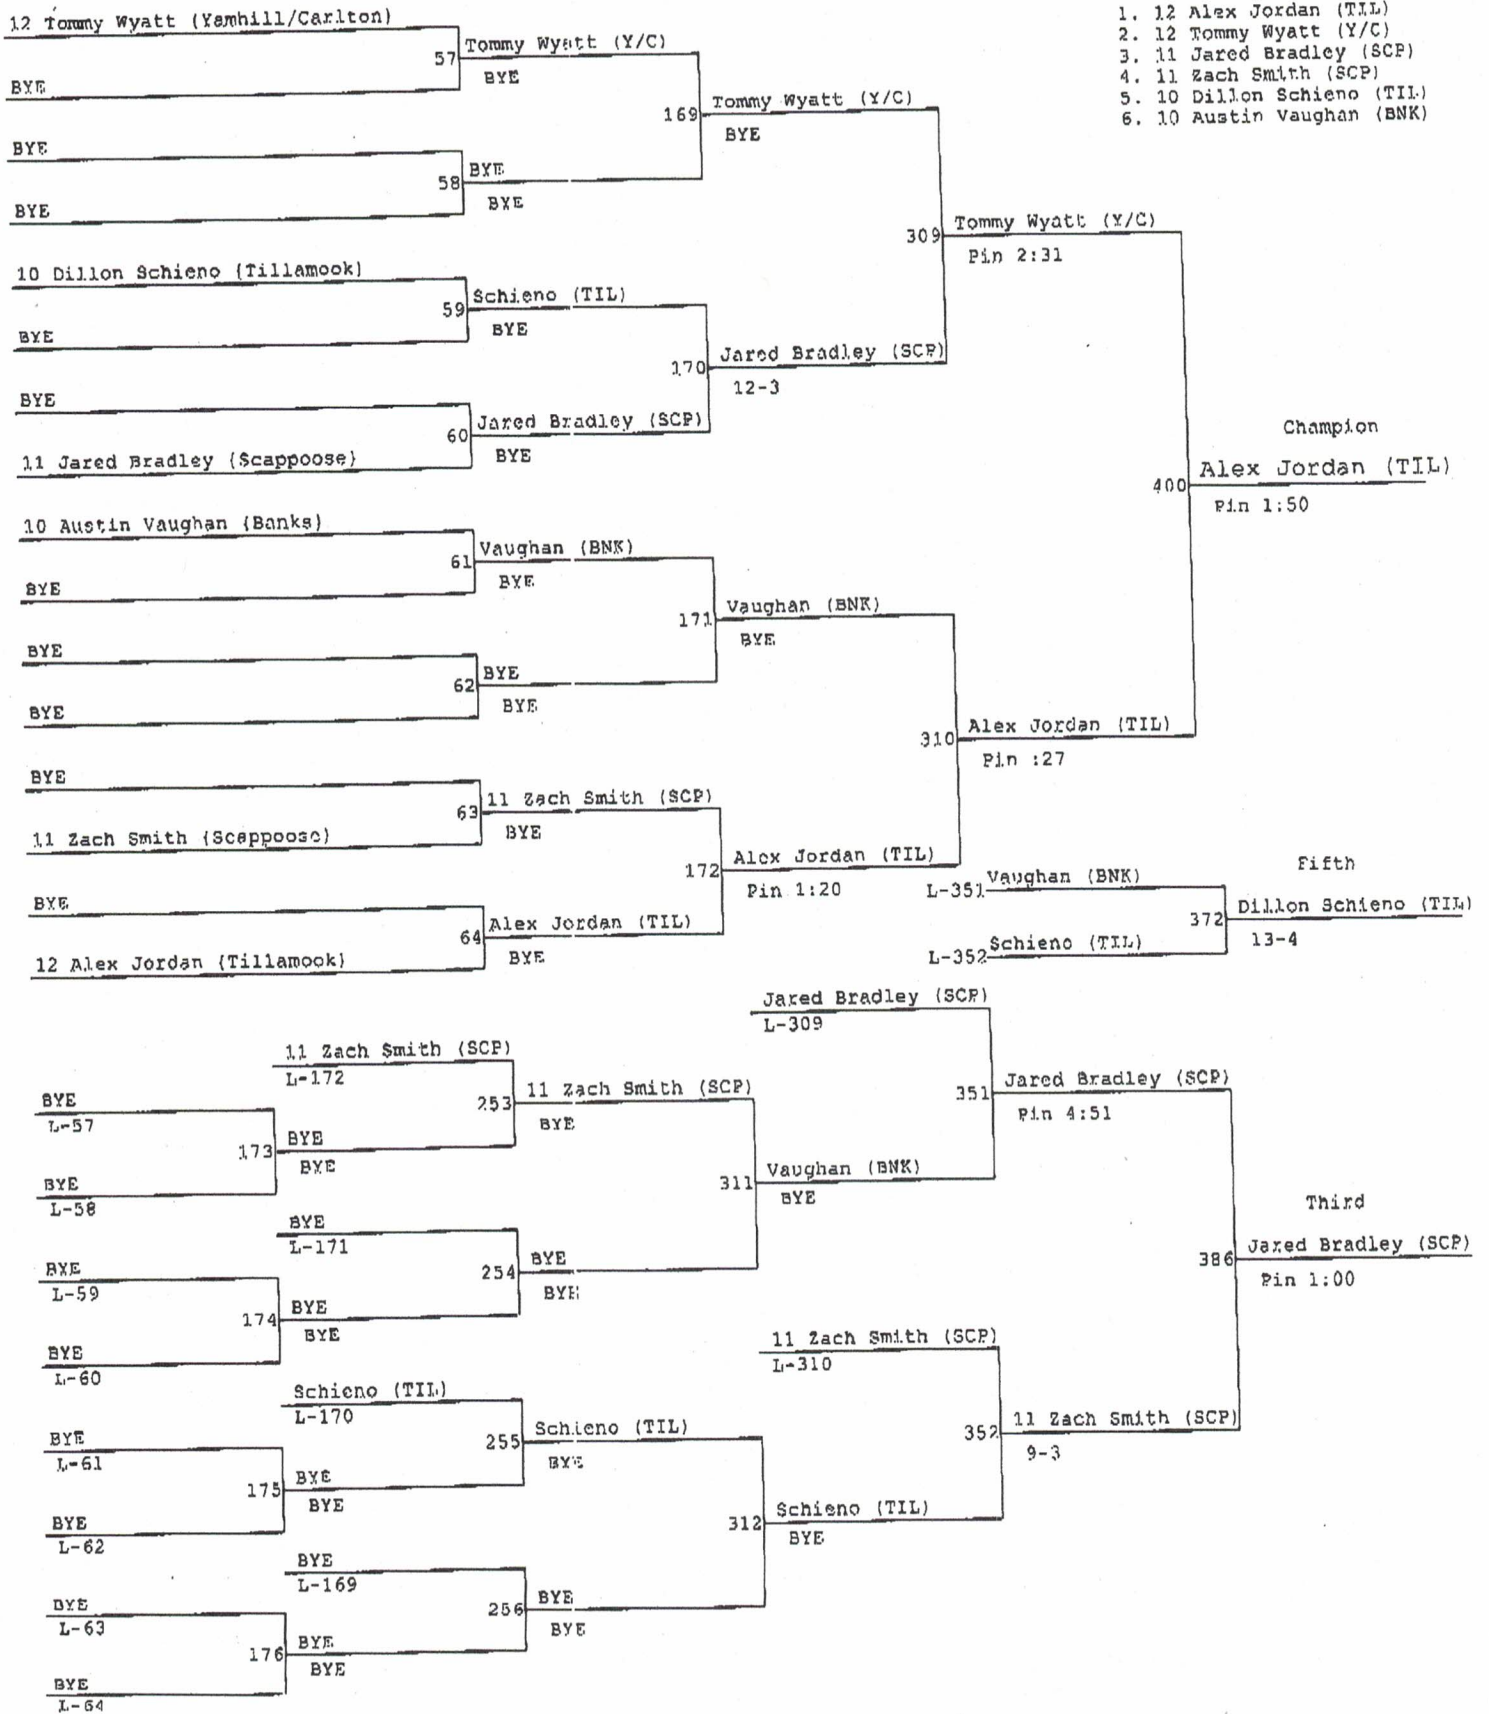 12 Tommy Wyatt (Yamhill/Carlton)
BYE
57
Tommy Wyatt (Y/C)
BYE
BYE
BYE
58
BYE
BYE
169
Tommy Wyatt (Y/C)
BYE
10 Dillon Schieno (Tillamook)
BYE
59
Schieno (TIL)
BYE
BYE
11 Jared Bradley (Scappoose)
60
Jared Bradley (SCP)
BYE
170
Jared Bradley (SCP)
12-3
309
Tommy Wyatt (Y/C)
Pin 2:31
10 Austin Vaughan (Banks)
BYE
61
Vaughan (BNK)
BYE
BYE
BYE
62
BYE
BYE
171
Vaughan (BNK)
BYE
BYE
11 Zach Smith (Scappoose)
63
11 Zach Smith (SCP)
BYE
BYE
12 Alex Jordan (Tillamook)
64
Alex Jordan (TIL)
BYE
172
Alex Jordan (TIL)
Pin 1:20
310
Alex Jordan (TIL)
Pin :27
400
Champion
Alex Jordan (TIL)
Pin 1:50
1. 12 Alex Jordan (TIL)
2. 12 Tommy Wyatt (Y/C)
3. 11 Jared Bradley (SCP)
4. 11 Zach Smith (SCP)
5. 10 Dillon Schieno (TIL)
6. 10 Austin Vaughan (BNK)
Fifth
Vaughan (BNK)
L-351
Schieno (TIL)
L-352
372
Dillon Schieno (TIL)
13-4
11 Zach Smith (SCP)
L-172
BYE
L-57
BYE
L-58
173
BYE
BYE
253
11 Zach Smith (SCP)
BYE
BYE
L-171
BYE
L-59
BYE
L-60
174
BYE
BYE
254
BYE
BYE
311
Vaughan (BNK)
BYE
Jared Bradley (SCP)
L-309
351
Jared Bradley (SCP)
Pin 4:51
Schieno (TIL)
L-170
BYE
L-61
BYE
L-62
175
BYE
BYE
255
Schieno (TIL)
BYE
BYE
L-169
BYE
L-63
BYE
L-64
176
BYE
BYE
256
BYE
BYE
312
Schieno (TIL)
BYE
11 Zach Smith (SCP)
L-310
352
11 Zach Smith (SCP)
9-3
386
Third
Jared Bradley (SCP)
Pin 1:00